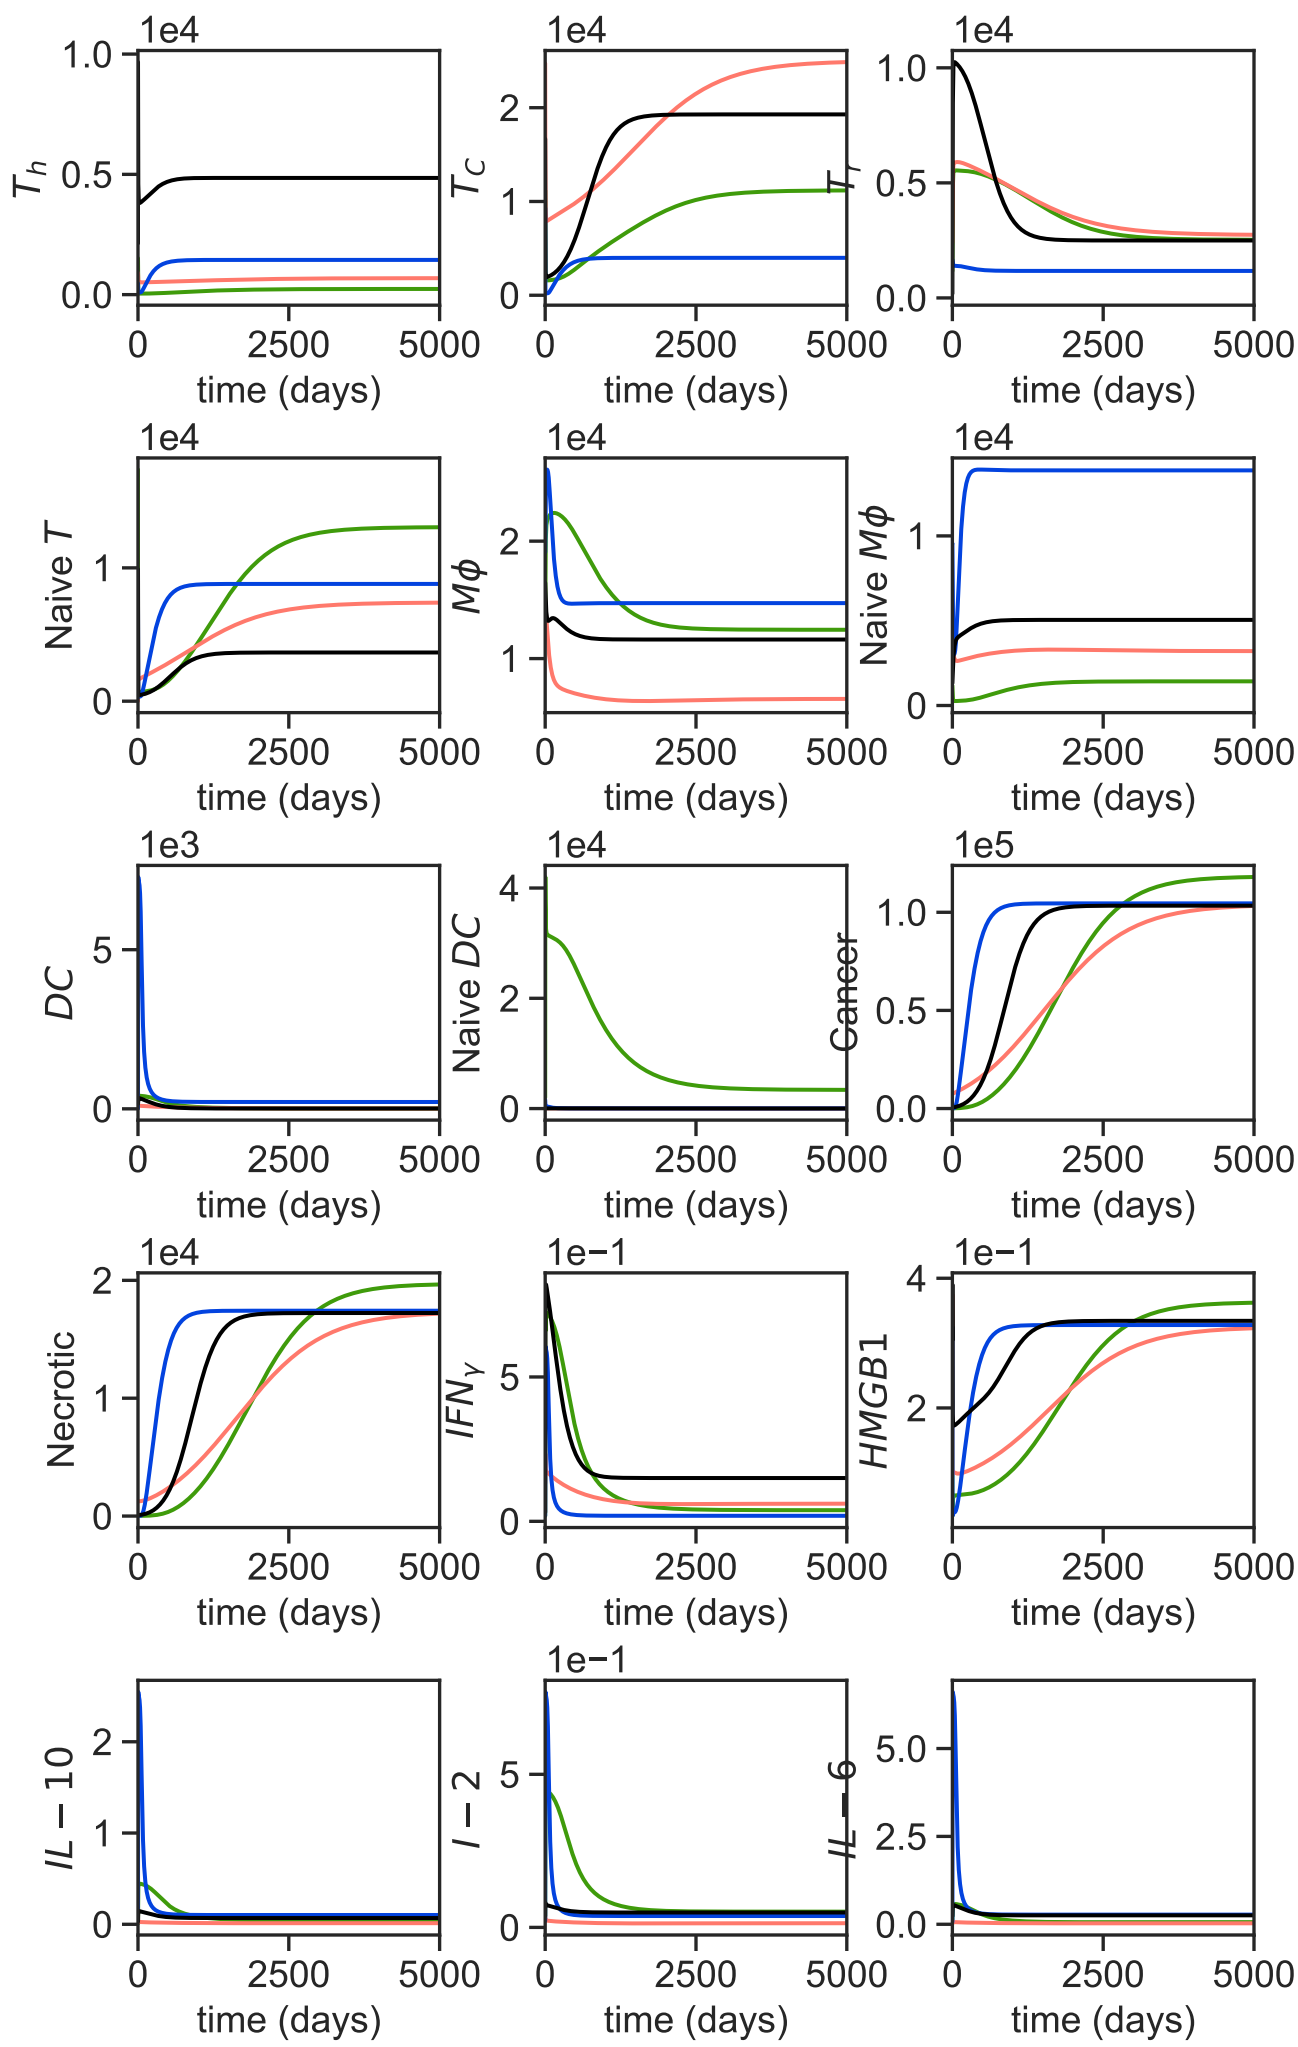 1e4 1e4 1e4
T_h 1.0 0.5 0.0
T_C 2 1 0
T_r 1.0 0.5 0.0
0 2500 5000 0 2500 5000 0 2500 5000
time (days) time (days) time (days)
1e4 1e4 1e4
Naive T 1 0
Mϕ 2 1
Naive Mϕ 1 0
0 2500 5000 0 2500 5000 0 2500 5000
time (days) time (days) time (days)
1e3 1e4 1e5
DC 5 0
Naive DC 4 2 0
Cancer 1.0 0.5 0.0
0 2500 5000 0 2500 5000 0 2500 5000
time (days) time (days) time (days)
1e4 1e−1 1e−1
Necrotic 2 1 0
IFN_γ 5 0
HMGB1 4 2
0 2500 5000 0 2500 5000 0 2500 5000
time (days) time (days) time (days)
1e−1
IL − 10 2 1 0
I − 2 5 0
IL − 6 5.0 2.5 0.0
0 2500 5000 0 2500 5000 0 2500 5000
time (days) time (days) time (days)